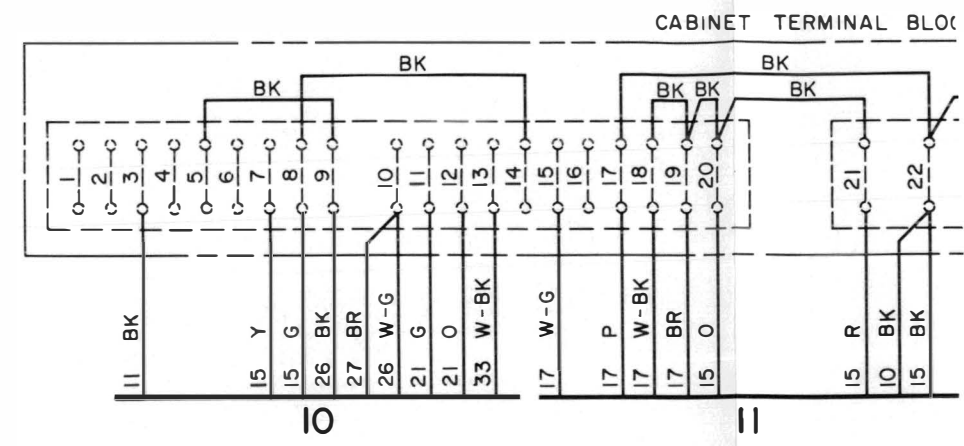 CABINET TERMINAL BLOC
BK BK
BK BK BK BK
1 2 3 4 5 6 7 8 9 10 11 12 13 14 15 16 17 18 19 20 21 22
BK Y G BK BR W-G G O W-BK W-G P W-BK BR O R BK BK
11 15 15 26 27 26 21 21 33 17 17 17 17 15 15 10 15
10 11